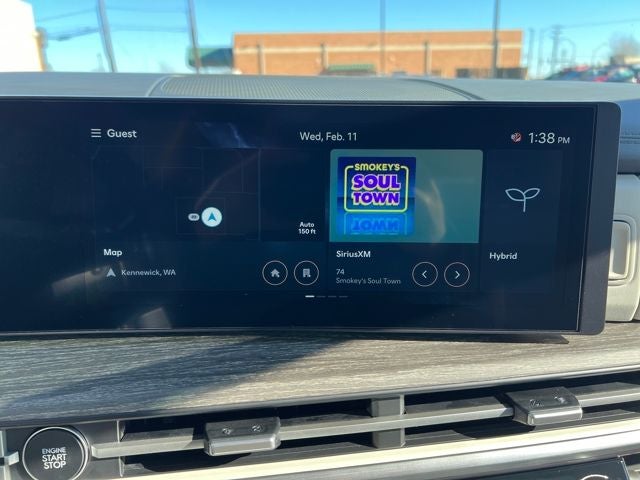 Guest
Wed, Feb. 11
1:38 PM
SMOKEY'S
SOUL
TOWN
Auto
150 ft
Map
Kennewick, WA
SiriusXM
74
Smokey's Soul Town
Hybrid
ENGINE
START
STOP